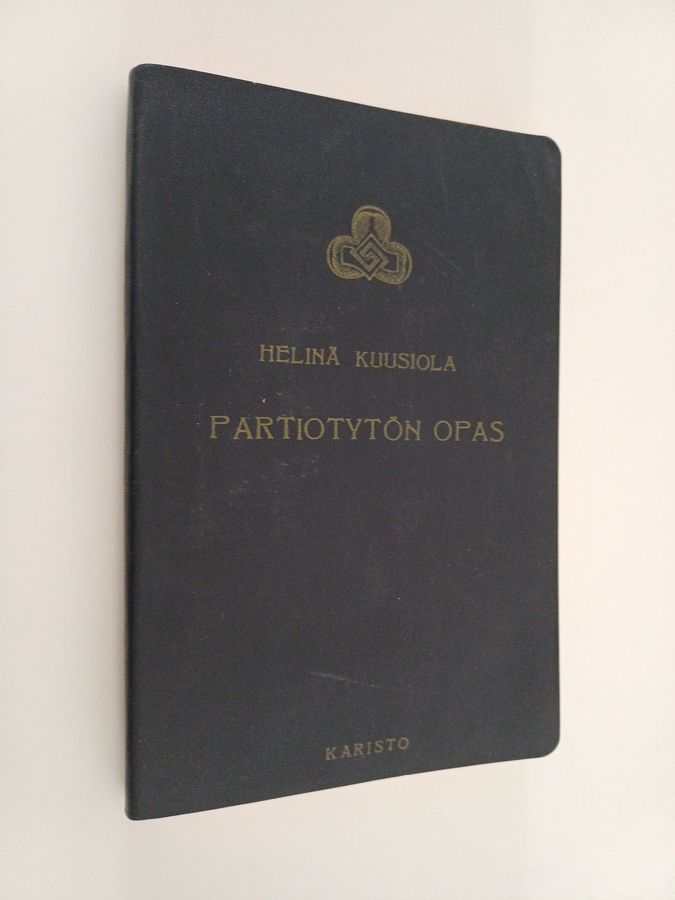 HELINÄ KUUSIOLA
PARTIOTYTÖN OPAS
KARISTO